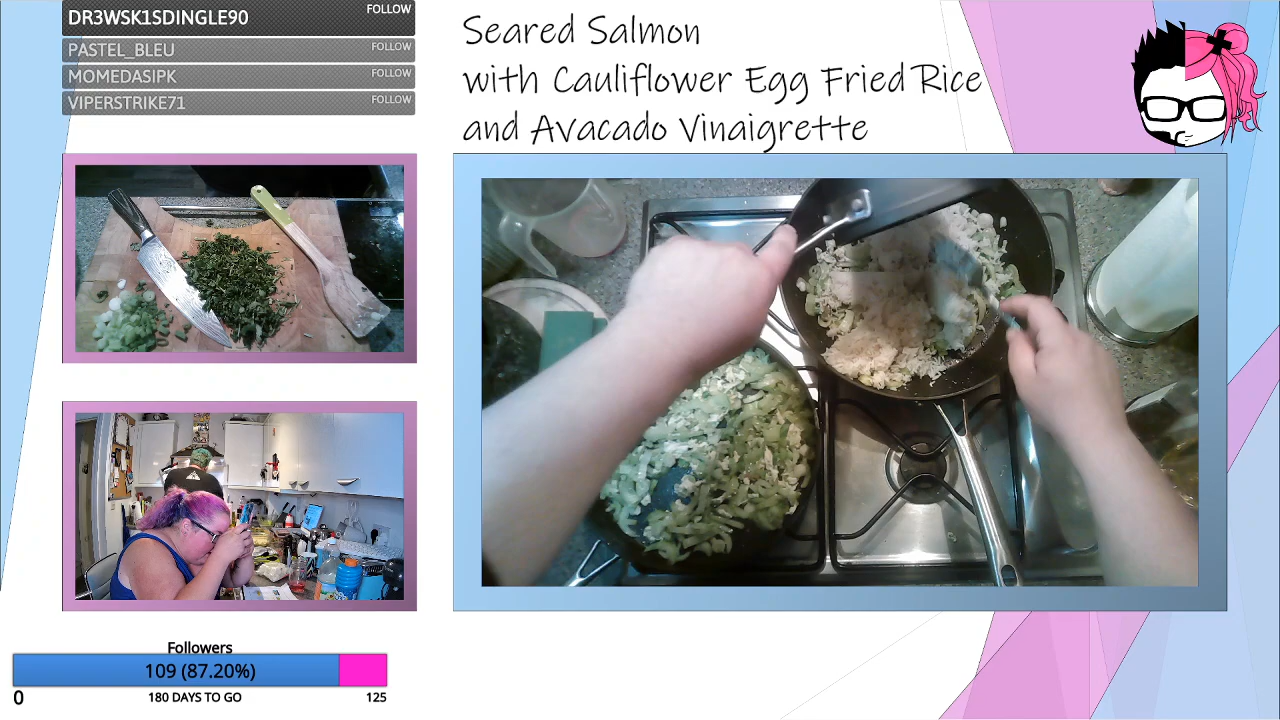 DR3WSK1SDINGLE90 FOLLOW
PASTEL_BLEU FOLLOW
MOMEDASIPK FOLLOW
VIPERSTRIKE71 FOLLOW
Seared Salmon
with Cauliflower Egg Fried Rice
and Avacado Vinaigrette
Followers
109 (87.20%)
0 180 DAYS TO GO 125